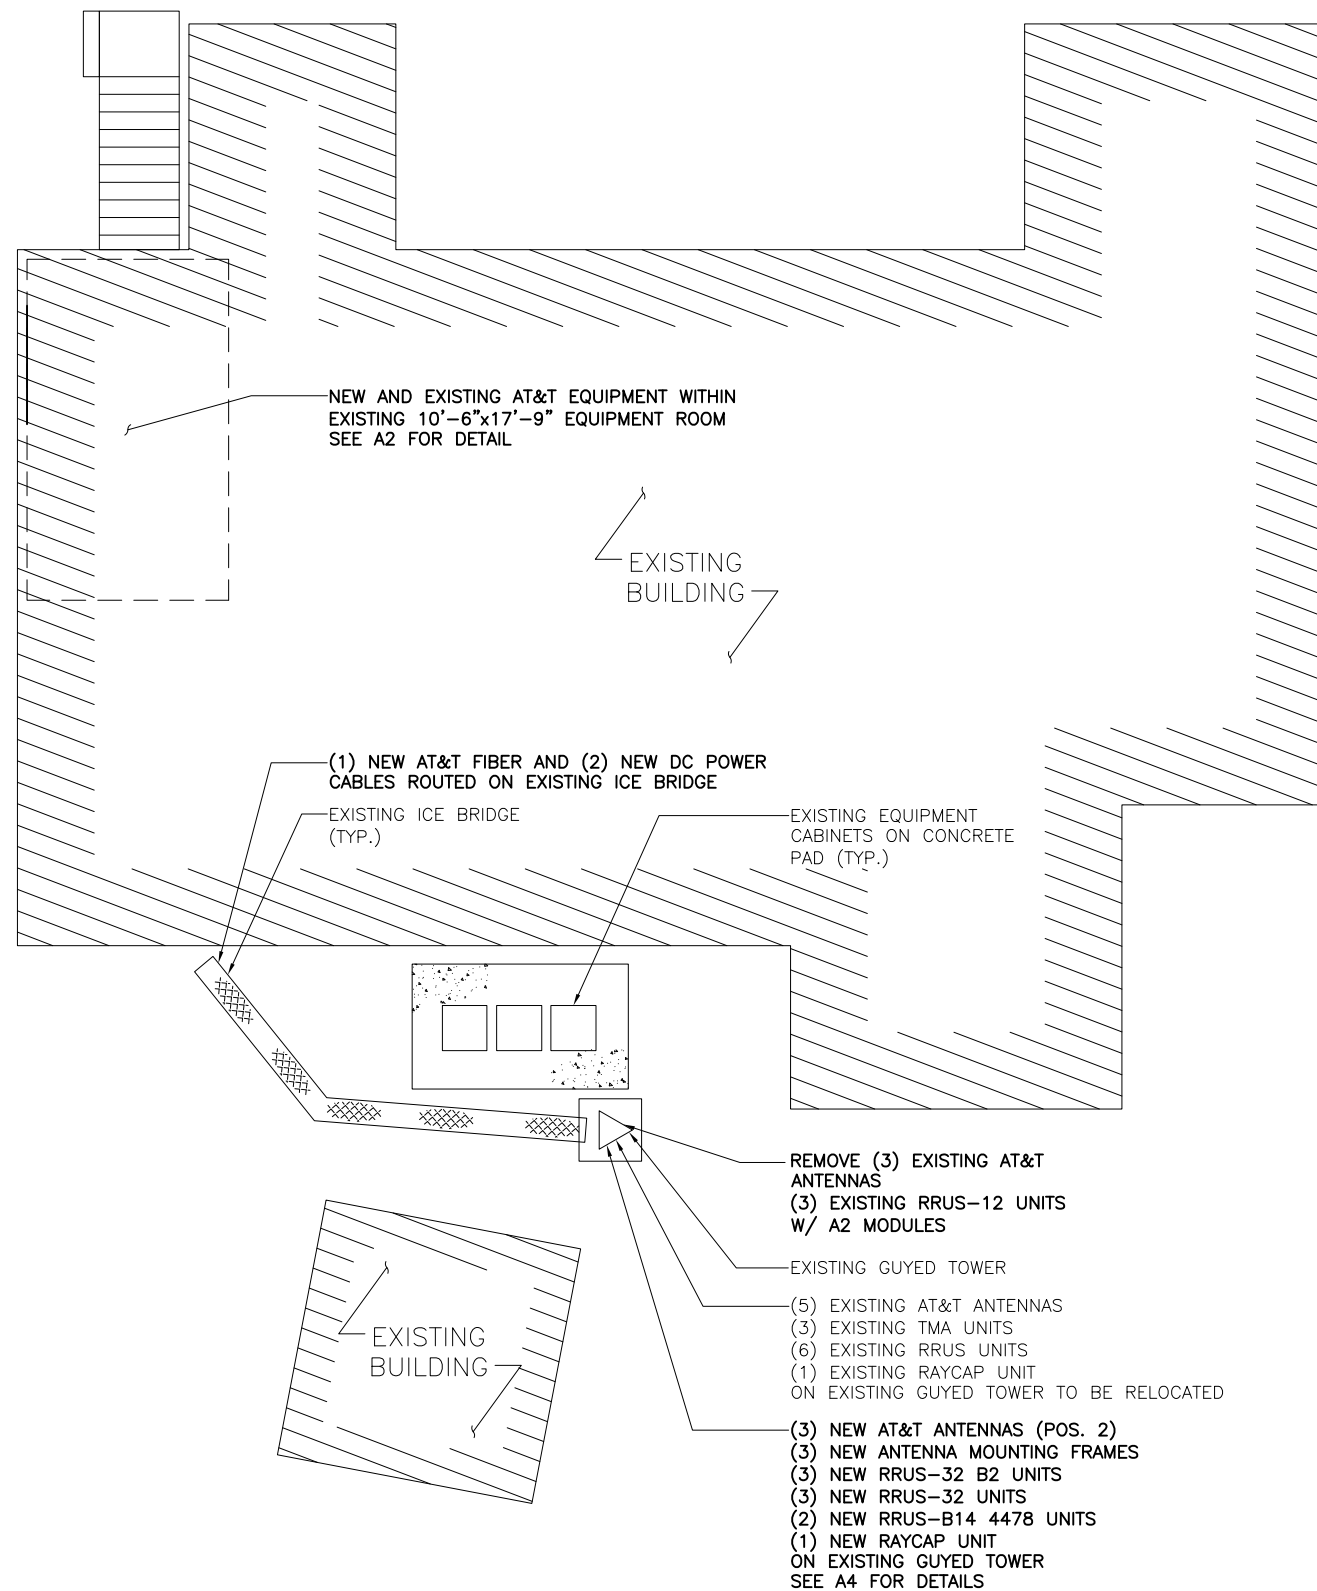 NEW AND EXISTING AT&T EQUIPMENT WITHIN
EXISTING 10'-6"x17'-9" EQUIPMENT ROOM
SEE A2 FOR DETAIL
EXISTING
BUILDING
(1) NEW AT&T FIBER AND (2) NEW DC POWER
CABLES ROUTED ON EXISTING ICE BRIDGE
EXISTING ICE BRIDGE
(TYP.)
EXISTING EQUIPMENT
CABINETS ON CONCRETE
PAD (TYP.)
REMOVE (3) EXISTING AT&T
ANTENNAS
(3) EXISTING RRUS-12 UNITS
W/ A2 MODULES
EXISTING GUYED TOWER
(5) EXISTING AT&T ANTENNAS
(3) EXISTING TMA UNITS
(6) EXISTING RRUS UNITS
(1) EXISTING RAYCAP UNIT
ON EXISTING GUYED TOWER TO BE RELOCATED
EXISTING
BUILDING
(3) NEW AT&T ANTENNAS (POS. 2)
(3) NEW ANTENNA MOUNTING FRAMES
(3) NEW RRUS-32 B2 UNITS
(3) NEW RRUS-32 UNITS
(2) NEW RRUS-B14 4478 UNITS
(1) NEW RAYCAP UNIT
ON EXISTING GUYED TOWER
SEE A4 FOR DETAILS